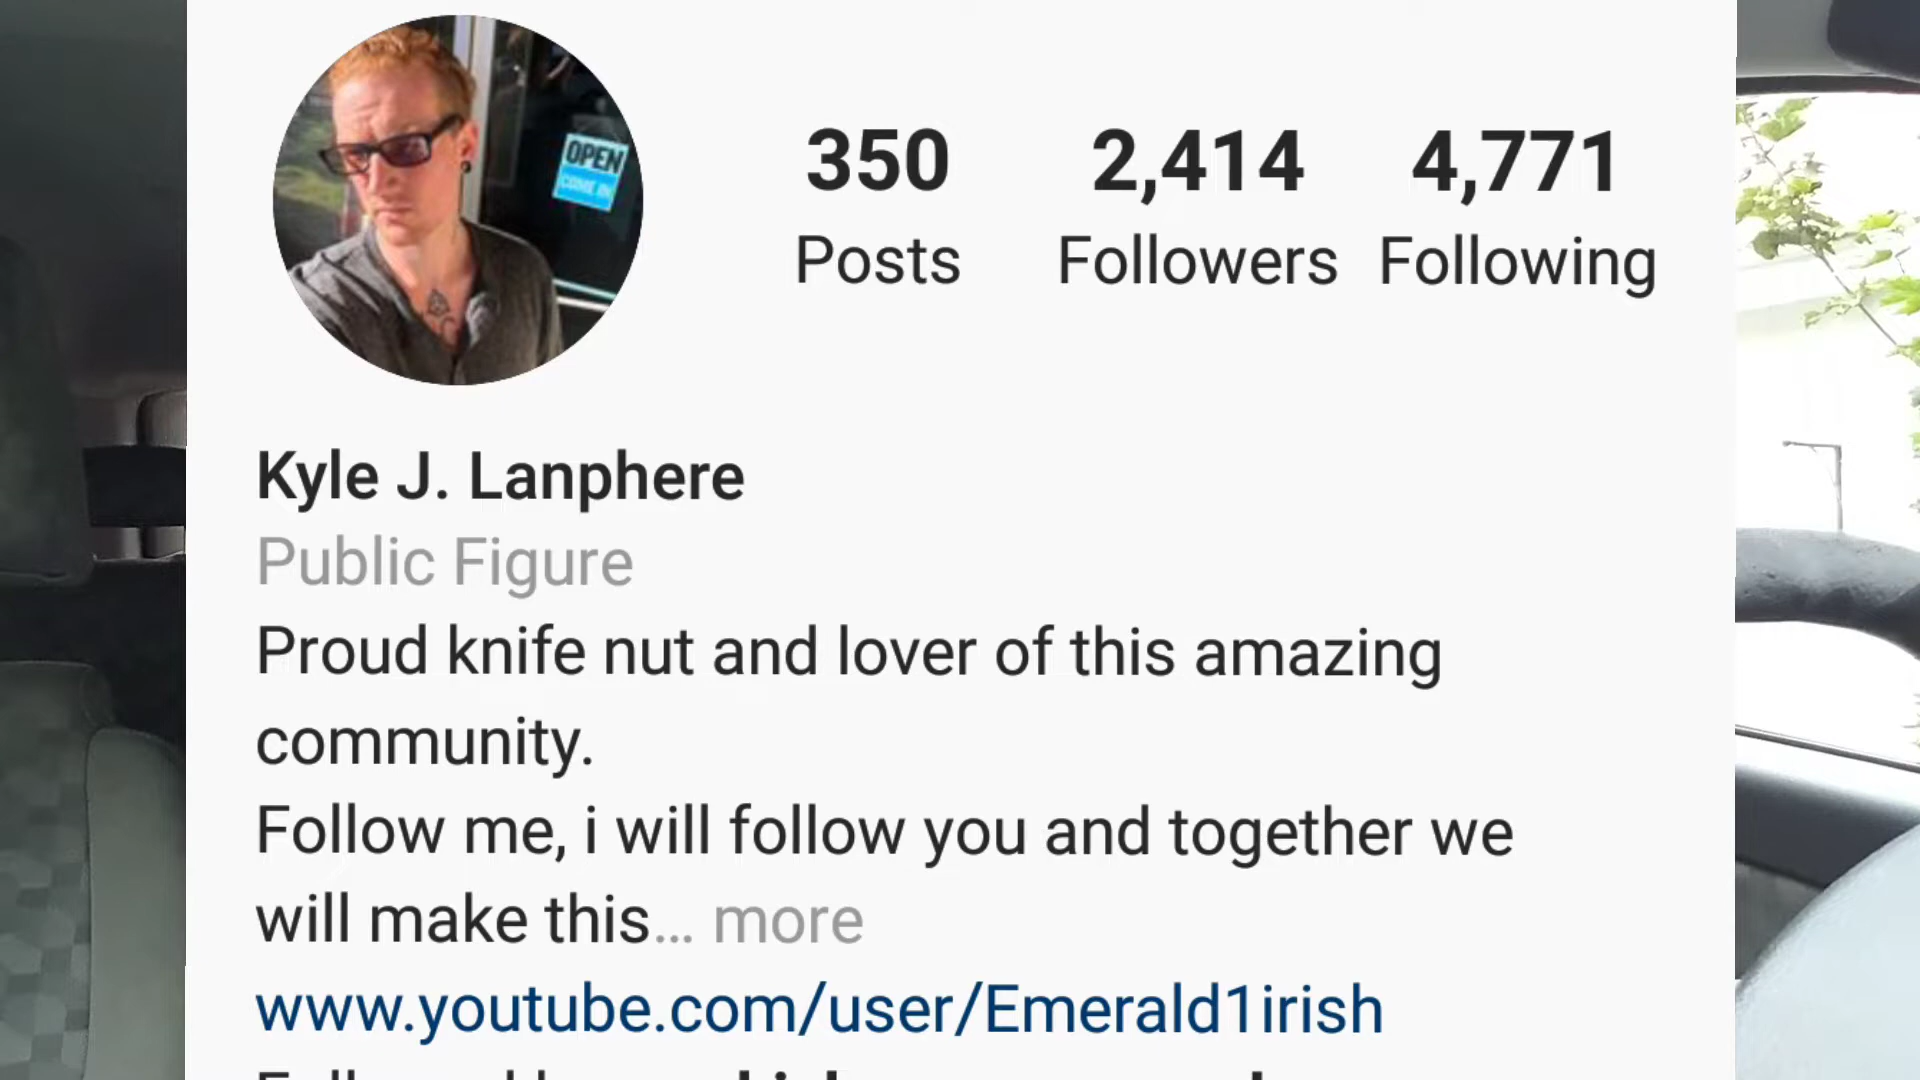 OPEN
COME IN
350 2,414 4,771
Posts Followers Following
Kyle J. Lanphere
Public Figure
Proud knife nut and lover of this amazing
community.
Follow me, i will follow you and together we
will make this... more
www.youtube.com/user/Emerald1irish